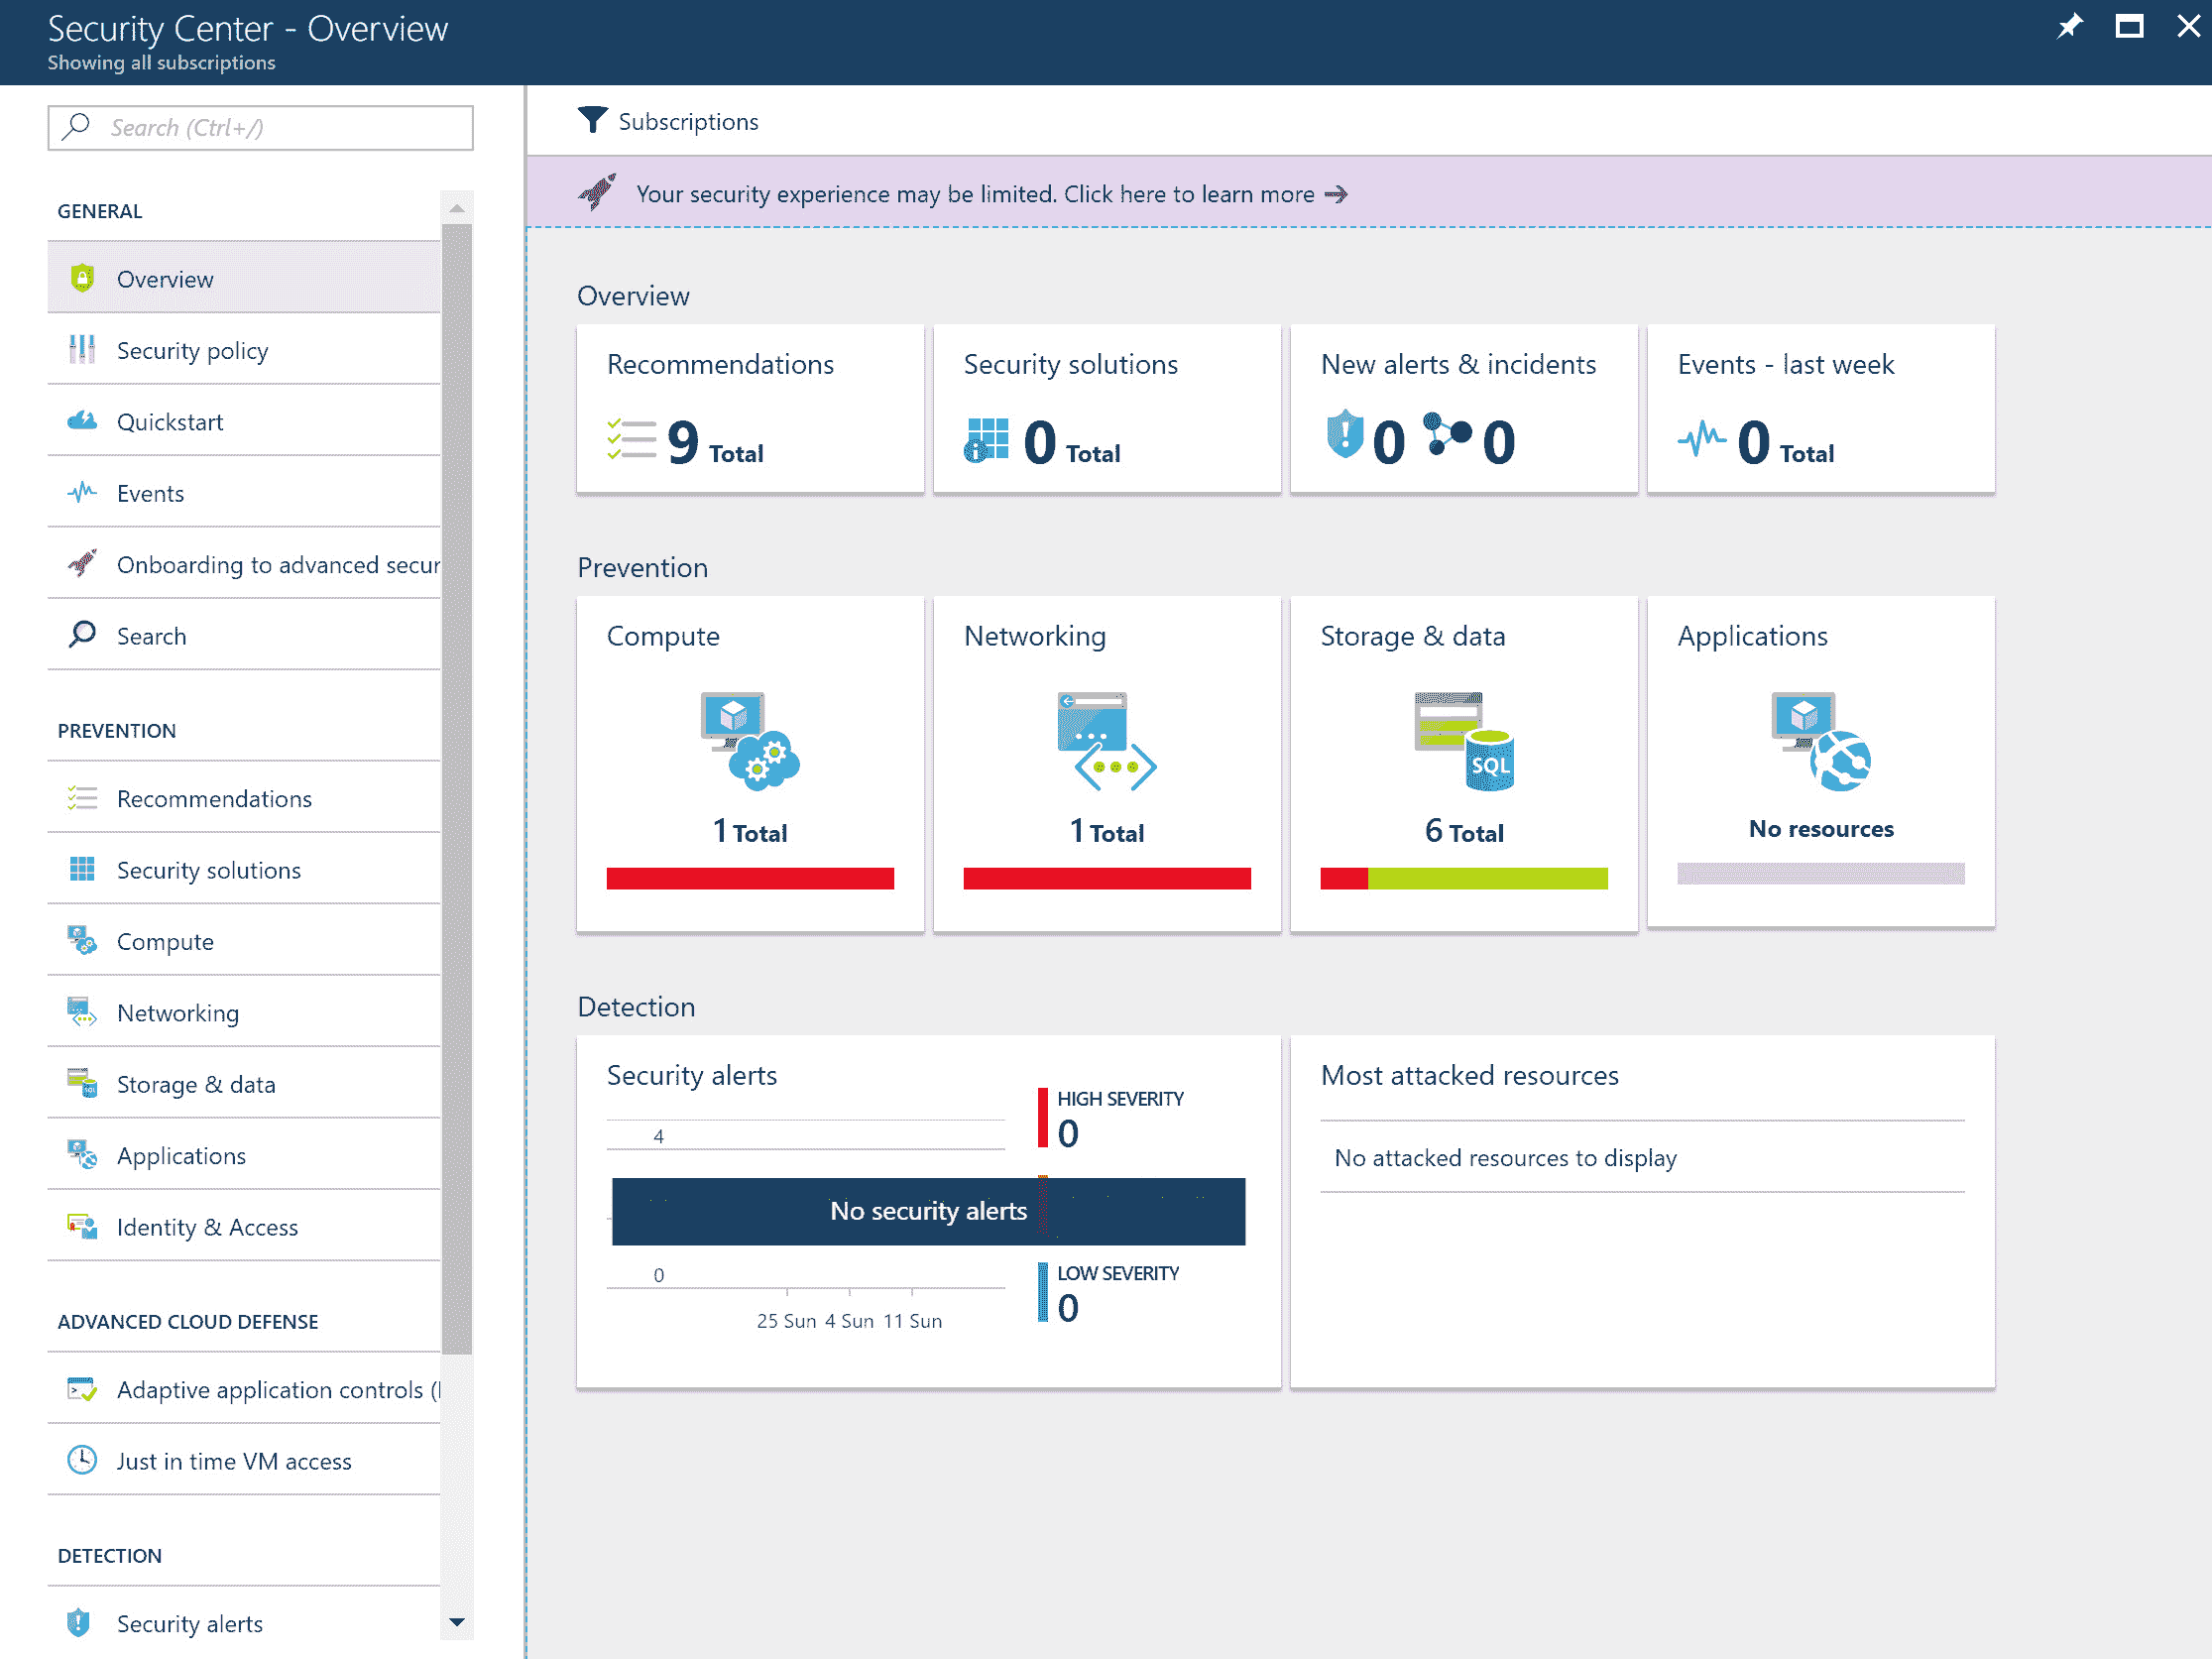 Security Center - Overview
Showing all subscriptions
Search (Ctrl+/)
GENERAL
Overview
Security policy
Quickstart
Events
Onboarding to advanced secur
Search
PREVENTION
Recommendations
Security solutions
Compute
Networking
Storage & data
Applications
Identity & Access
ADVANCED CLOUD DEFENSE
Adaptive application controls (
Just in time VM access
DETECTION
Security alerts
Subscriptions
Your security experience may be limited. Click here to learn more →
Overview
Recommendations
9 Total
Security solutions
0 Total
New alerts & incidents
0 0
Events - last week
0 Total
Prevention
Compute
1 Total
Networking
1 Total
Storage & data
SQL
6 Total
Applications
No resources
Detection
Security alerts
4
0
25 Sun 4 Sun 11 Sun
No security alerts
HIGH SEVERITY
0
LOW SEVERITY
0
Most attacked resources
No attacked resources to display